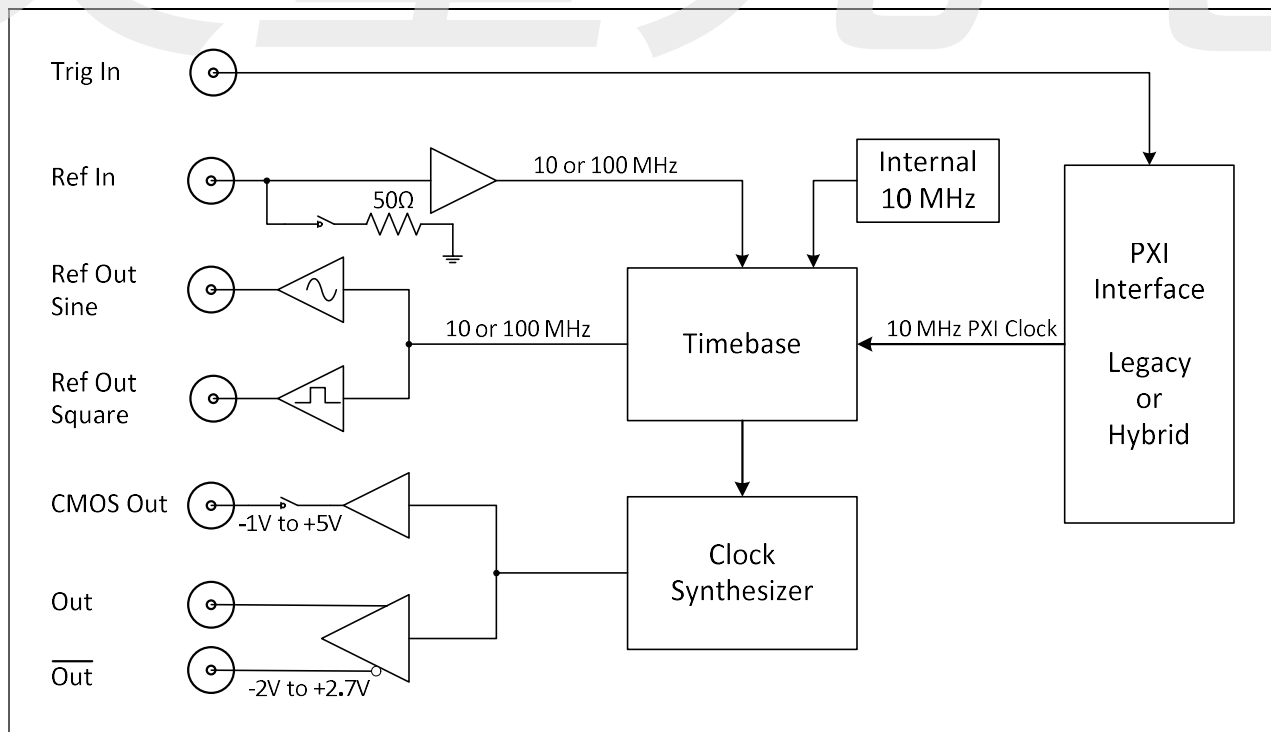 Trig In
Ref In
10 or 100 MHz
50Ω
Internal
10 MHz
Ref Out
Sine
Ref Out
Square
10 or 100 MHz
Timebase
10 MHz PXI Clock
PXI
Interface
Legacy
or
Hybrid
CMOS Out
-1V to +5V
Clock
Synthesizer
Out
Out
-2V to +2.7V